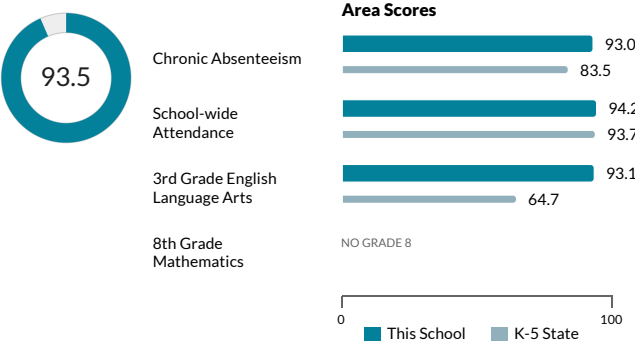 Area Scores
93.5
Chronic Absenteeism
93.0
83.5
School-wide
Attendance
94.2
93.7
3rd Grade English
Language Arts
93.1
64.7
8th Grade
Mathematics
NO GRADE 8
0
100
This School
K-5 State